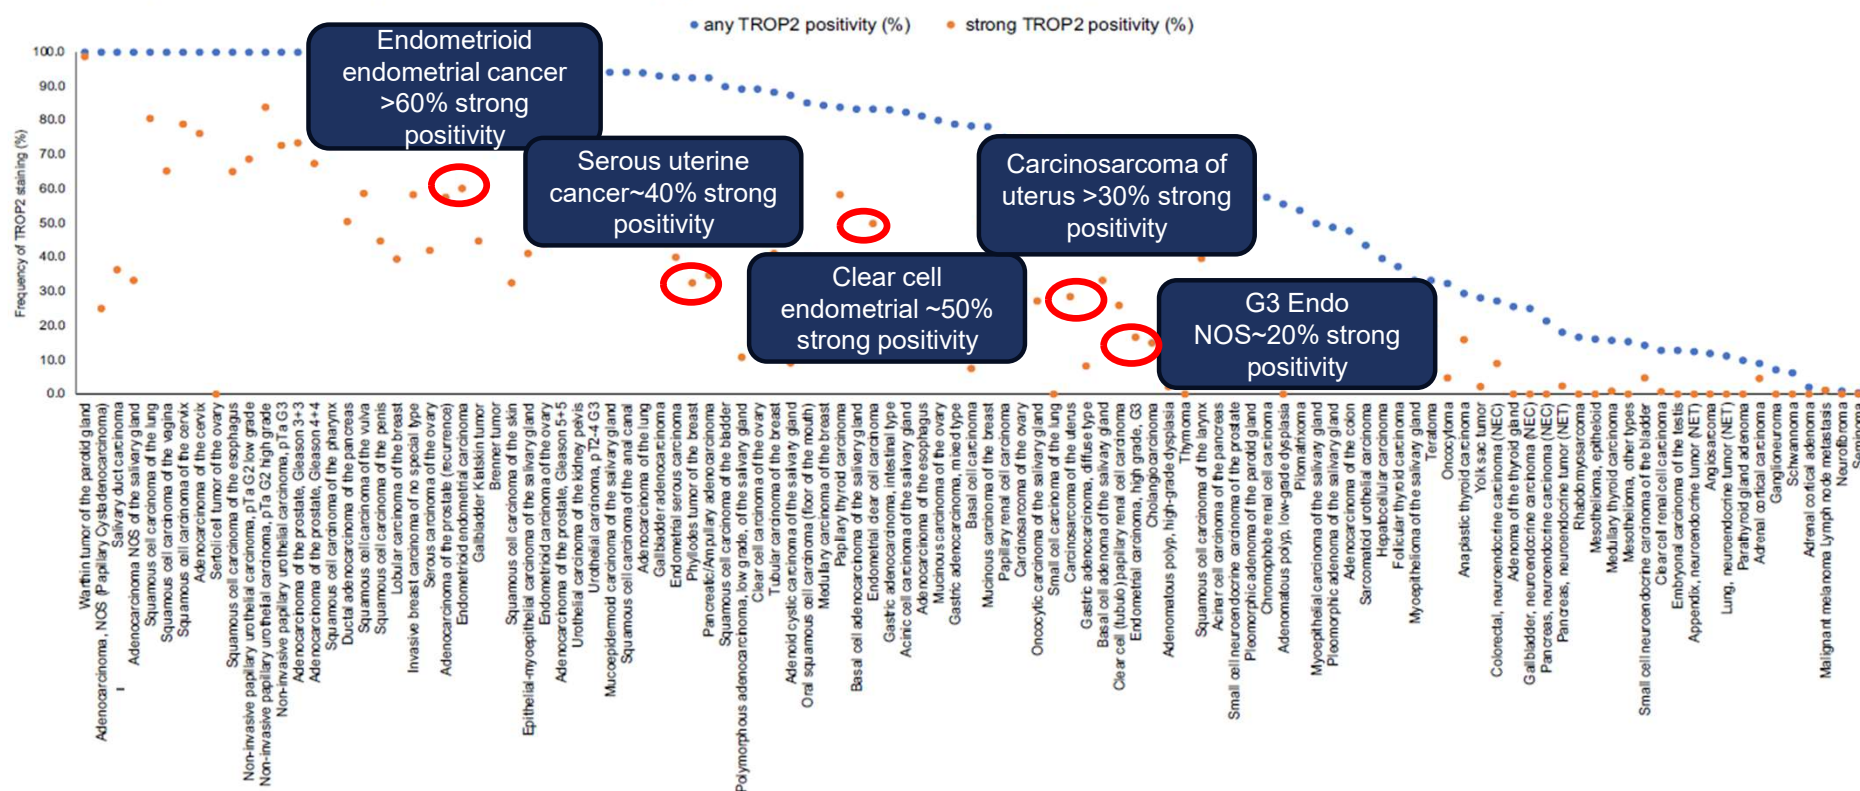 any TROP2 positivity (%)
strong TROP2 positivity (%)
Frequency of TROP2 staining (%)
100.0
90.0
80.0
70.0
60.0
50.0
40.0
30.0
20.0
10.0
0.0
Endometrioid
endometrial cancer
>60% strong
positivity
Serous uterine
cancer~40% strong
positivity
Clear cell
endometrial ~50%
strong positivity
Carcinosarcoma of
uterus >30% strong
positivity
G3 Endo
NOS~20% strong
positivity
Warthin tumor of the parotid gland
Adenocarcinoma, NOS (Papillary Cystadenocarcinoma)
Salivary duct carcinoma
Adenocarcinoma NOS of the salivary gland
Squamous cell carcinoma of the lung
Squamous cell carcinoma of the vagina
Squamous cell carcinoma of the cervix
Adenocarcinoma of the cervix
Sertoli cell tumor of the ovary
Squamous cell carcinoma of the esophagus
Non-invasive papillary urothelial carcinoma, pTa G2 low grade
Non-invasive papillary urothelial carcinoma, pTa G2 high grade
Non-invasive papillary urothelial carcinoma, pTa G3
Adenocarcinoma of the prostate, Gleason 3+3
Adenocarcinoma of the prostate, Gleason 4+4
Squamous cell carcinoma of the pharynx
Ductal adenocarcinoma of the pancreas
Squamous cell carcinoma of the vulva
Squamous cell carcinoma of the penis
Lobular carcinoma of the breast
Invasive breast carcinoma of no special type
Serous carcinoma of the ovary
Adenocarcinoma of the prostate (recurrence)
Endometrioid endometrial carcinoma
Gallbladder Klatskin tumor
Brenner tumor
Squamous cell carcinoma of the skin
Epithelial-myoepithelial carcinoma of the salivary gland
Endometrioid carcinoma of the ovary
Adenocarcinoma of the prostate, Gleason 5+5
Urothelial carcinoma of the kidney pelvis
Urothelial carcinoma, pT2-4 G3
Mucoepidermoid carcinoma of the salivary gland
Squamous cell carcinoma of the anal canal
Adenocarcinoma of the lung
Gallbladder adenocarcinoma
Endometrial serous carcinoma
Phyllodes tumor of the breast
Pancreatic/Ampullary adenocarcinoma
Squamous cell carcinoma of the bladder
Polymorphous adenocarcinoma, low grade, of the salivary gland
Clear cell carcinoma of the ovary
Tubular carcinoma of the breast
Adenoid cystic carcinoma of the salivary gland
Oral squamous cell carcinoma (floor of the mouth)
Medullary carcinoma of the breast
Papillary thyroid carcinoma
Basal cell adenocarcinoma of the salivary gland
Endometrial clear cell carcinoma
Gastric adenocarcinoma, intestinal type
Acinic cell carcinoma of the salivary gland
Adenocarcinoma of the esophagus
Mucinous carcinoma of the ovary
Gastric adenocarcinoma, mixed type
Basal cell carcinoma
Mucinous carcinoma of the breast
Papillary renal cell carcinoma
Carcinosarcoma of the ovary
Oncocytic carcinoma of the salivary gland
Small cell carcinoma of the lung
Carcinosarcoma of the uterus
Gastric adenocarcinoma, diffuse type
Basal cell adenoma of the salivary gland
Clear cell (tubulo) papillary renal cell carcinoma
Endometrial carcinoma, high grade, G3
Cholangiocarcinoma
Adenomatous polyp, high-grade dysplasia
Thymoma
Squamous cell carcinoma of the larynx
Acinar cell carcinoma of the pancreas
Small cell neuroendocrine carcinoma of the prostate
Pleomorphic adenoma of the parotid gland
Chromophobe renal cell carcinoma
Adenomatous polyp, low-grade dysplasia
Pilomatrixoma
Myoepithelial carcinoma of the salivary gland
Pleomorphic adenoma of the salivary gland
Adenocarcinoma of the colon
Sarcomatoid urothelial carcinoma
Hepatocellular carcinoma
Follicular thyroid carcinoma
Myoepithelioma of the salivary gland
Teratoma
Oncocytoma
Anaplastic thyroid carcinoma
Yolk sac tumor
Colorectal, neuroendocrine carcinoma (NEC)
Adenoma of the thyroid gland
Gallbladder, neuroendocrine carcinoma (NEC)
Pancreas, neuroendocrine carcinoma (NEC)
Pancreas, neuroendocrine tumor (NET)
Rhabdomyosarcoma
Mesothelioma, epitheloid
Medullary thyroid carcinoma
Mesothelioma, other types
Small cell neuroendocrine carcinoma of the bladder
Clear cell renal cell carcinoma
Embryonal carcinoma of the testis
Appendix, neuroendocrine tumor (NET)
Angiosarcoma
Lung, neuroendocrine tumor (NET)
Parathyroid gland adenoma
Adrenal cortical carcinoma
Ganglioneuroma
Schwannoma
Adrenal cortical adenoma
Malignant melanoma Lymph node metastasis
Neurofibroma
Seminoma